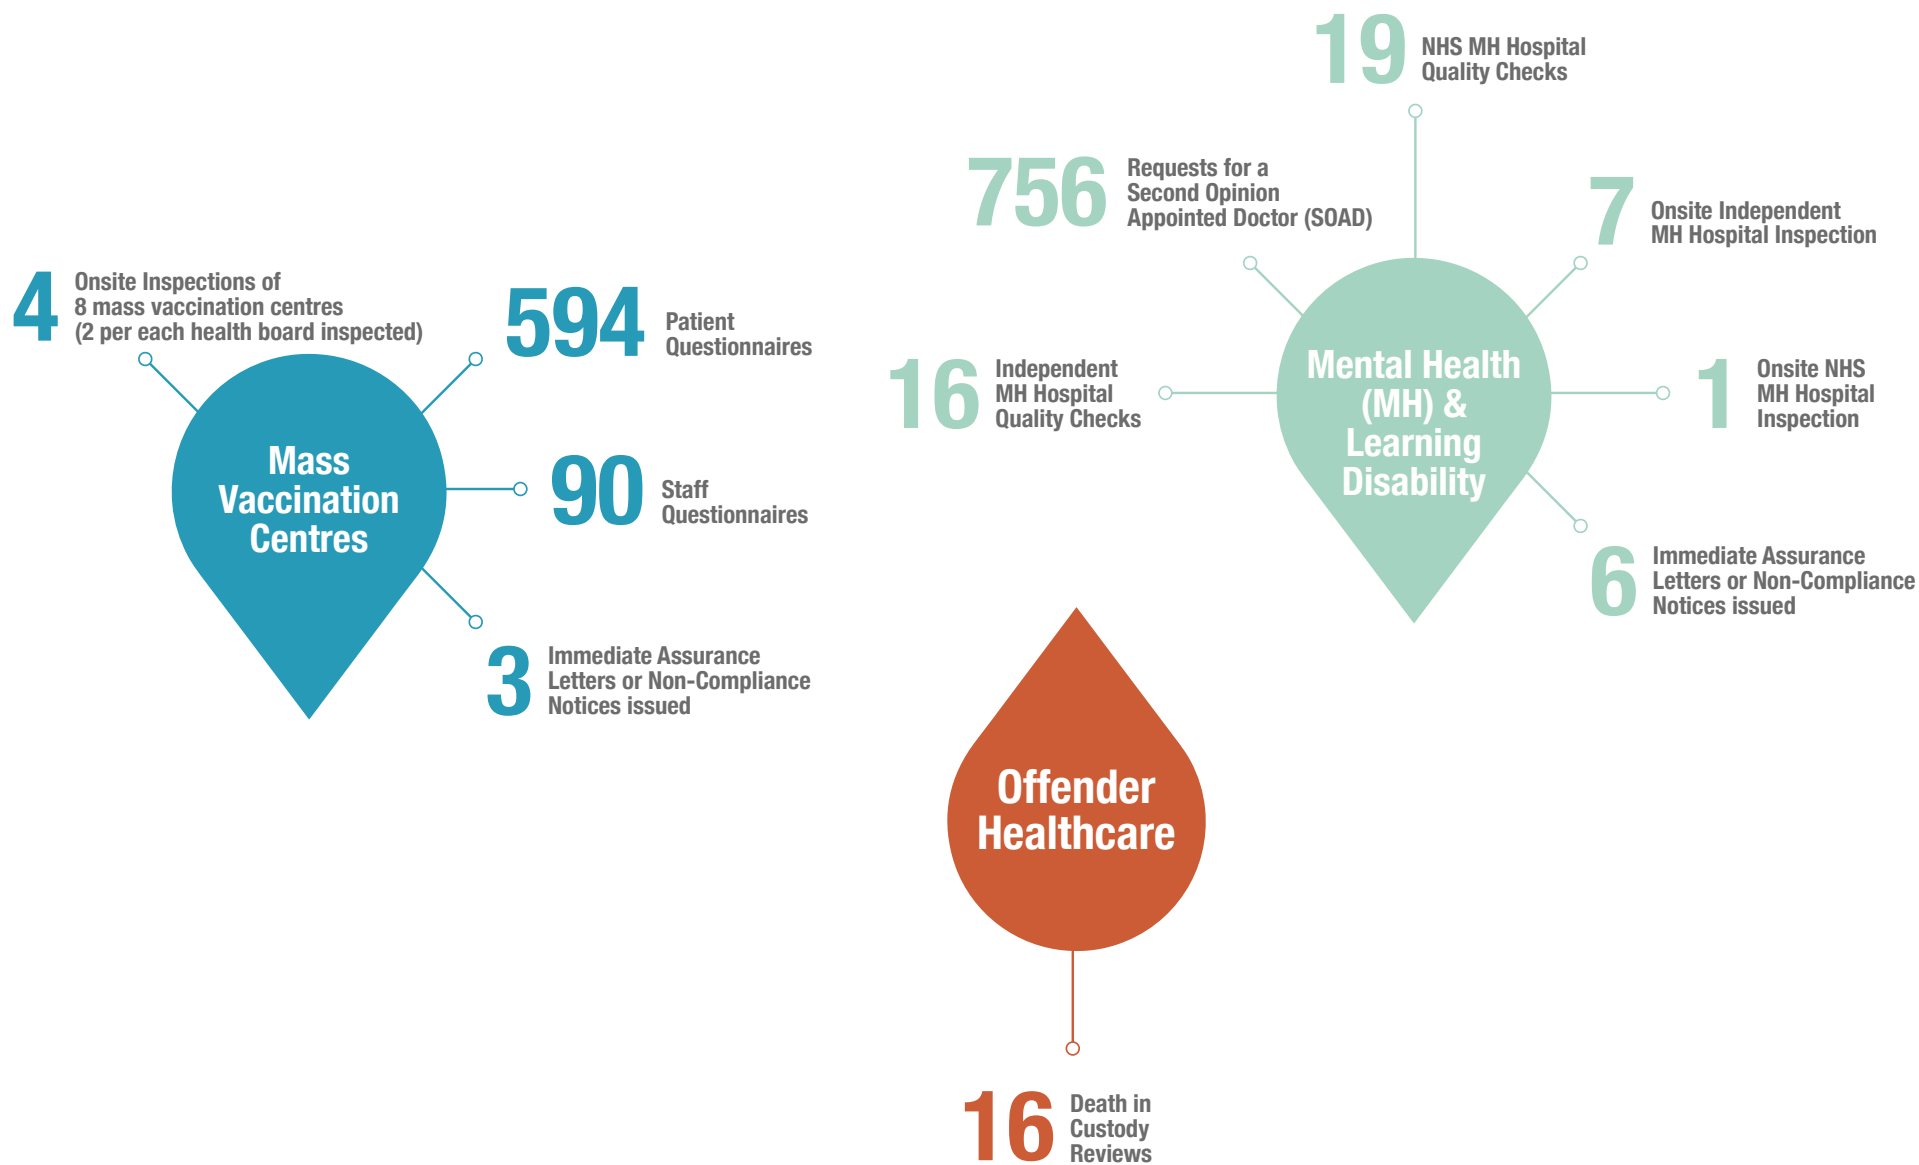 4
Onsite Inspections of
8 mass vaccination centres
(2 per each health board inspected)
594
Patient
Questionnaires
Mass
Vaccination
Centres
90
Staff
Questionnaires
3
Immediate Assurance
Letters or Non-Compliance
Notices issued
19
NHS MH Hospital
Quality Checks
756
Requests for a
Second Opinion
Appointed Doctor (SOAD)
7
Onsite Independent
MH Hospital Inspection
16
Independent
MH Hospital
Quality Checks
Mental Health
(MH) &
Learning
Disability
1
Onsite NHS
MH Hospital
Inspection
6
Immediate Assurance
Letters or Non-Compliance
Notices issued
Offender
Healthcare
16
Death in
Custody
Reviews